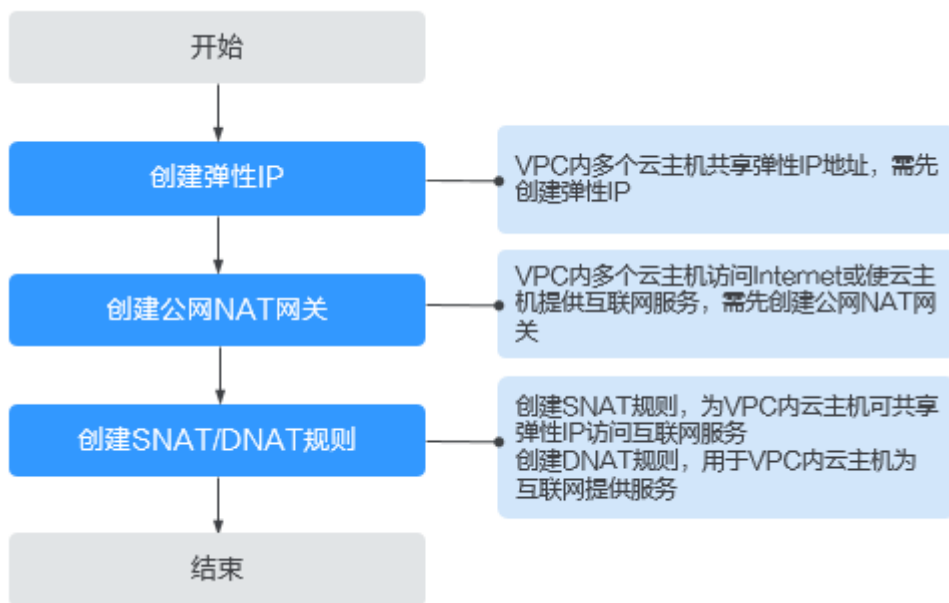 开始
创建弹性IP
VPC内多个云主机共享弹性IP地址，需先
创建弹性IP
创建公网NAT网关
VPC内多个云主机访问Internet或使云主
机提供互联网服务，需先创建公网NAT网
关
创建SNAT/DNAT规则
创建SNAT规则，为VPC内云主机可共享
弹性IP访问互联网服务
创建DNAT规则，用于VPC内云主机为
互联网提供服务
结束